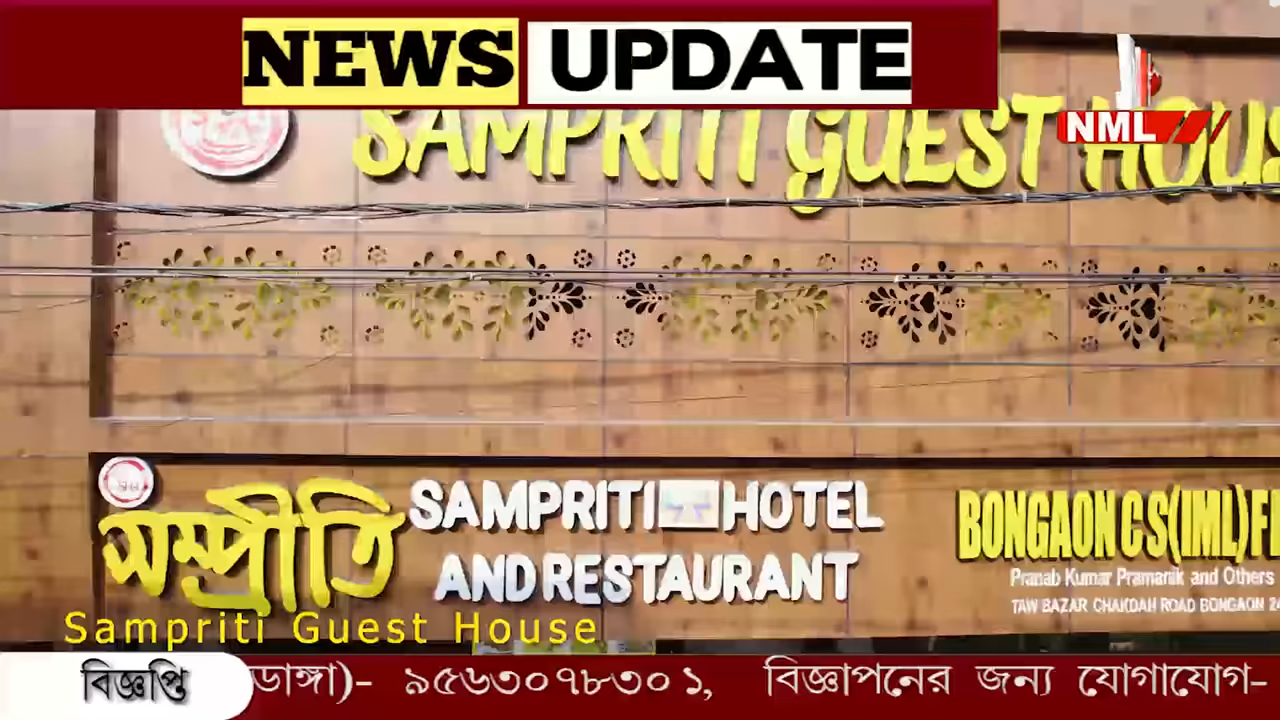 NEWS UPDATE
NML
SAMPRITI GUEST HOUS
সম্প্রীতি
SAMPRITI HOTEL
AND RESTAURANT
BONGAON C S(IML)F
Pranab Kumar Pramanik and Others
TAW BAZAR CHAKDAH ROAD BONGAON
Sampriti Guest House
বিজ্ঞপ্তি
ডাঙ্গা)- ৯৫৬৩০৭৮৩০১, বিজ্ঞাপনের জন্য যোগাযোগ-